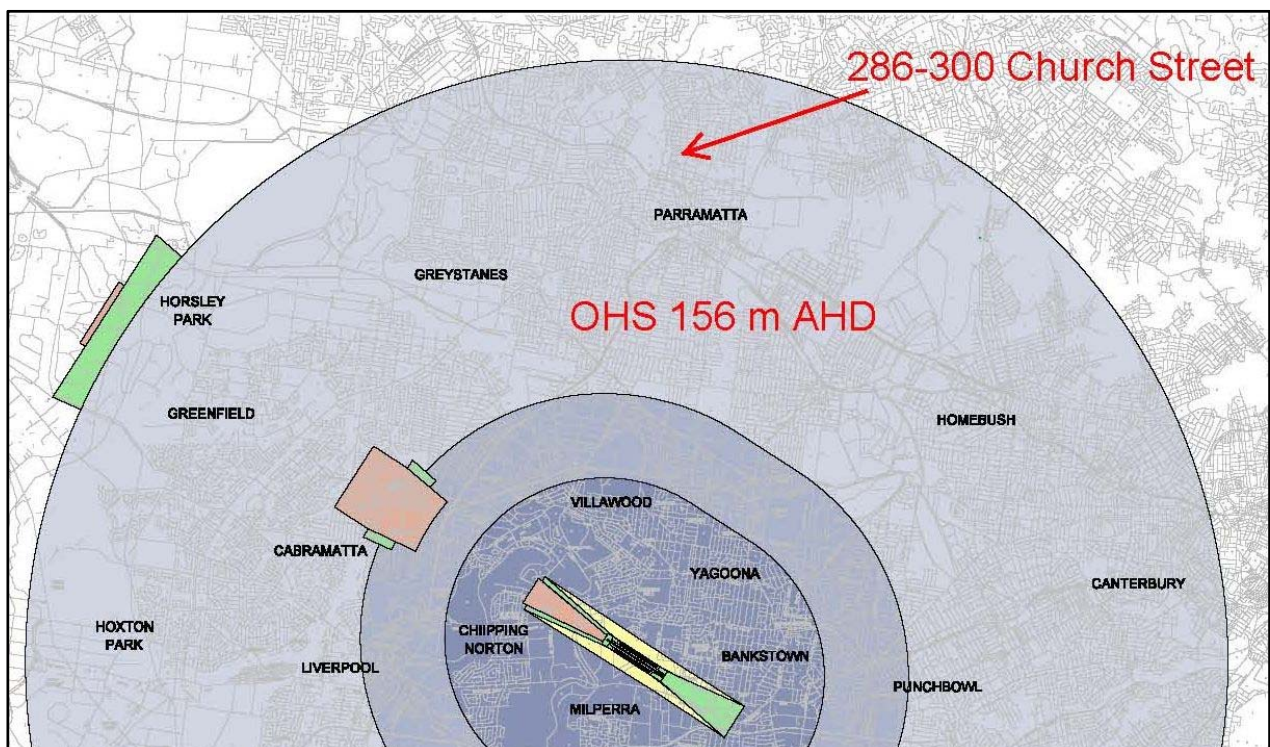 286-300 Church Street
PARRAMATTA
GREYSTANES
HORSLEY
PARK
OHS 156 m AHD
GREENFIELD
HOMEBUSH
VILLAWOOD
CABRAMATTA
YAGOONA
CANTERBURY
HOXTON
PARK
CHIIPPING
NORTON
LIVERPOOL
BANKSTOWN
PUNCHBOWL
MILPERRA